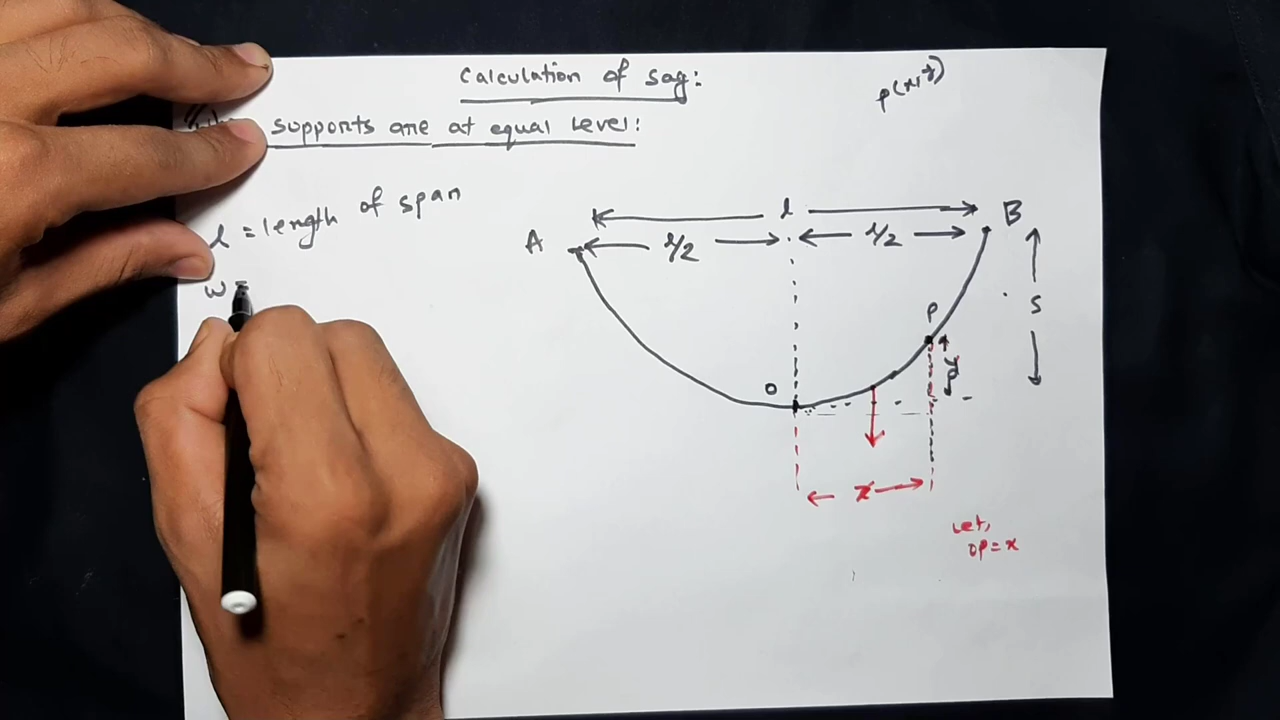 Calculation of sag:
P(x,y)
supports are at equal level:
l = length of span
w =
l
A
l/2
l/2
B
S
P
y
O
x
Let,
OP = x